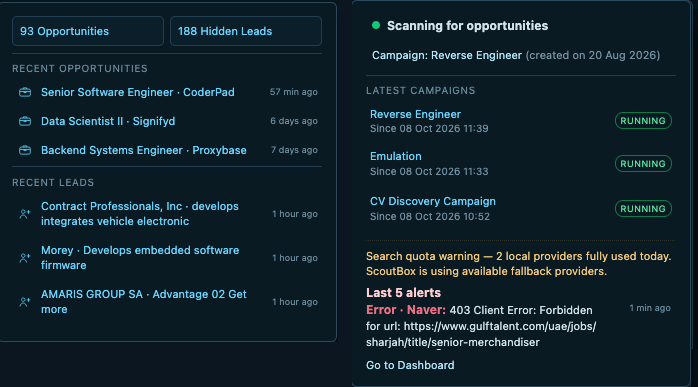 93 Opportunities
188 Hidden Leads
RECENT OPPORTUNITIES
Senior Software Engineer · CoderPad
57 min ago
Data Scientist II · Signifyd
6 days ago
Backend Systems Engineer · Proxybase
7 days ago
RECENT LEADS
Contract Professionals, Inc · develops
integrates vehicle electronic
1 hour ago
Morey · Develops embedded software
firmware
1 hour ago
AMARIS GROUP SA · Advantage 02 Get
more
1 hour ago
Scanning for opportunities
Campaign: Reverse Engineer (created on 20 Aug 2026)
LATEST CAMPAIGNS
Reverse Engineer
Since 08 Oct 2026 11:39
RUNNING
Emulation
Since 08 Oct 2026 11:33
RUNNING
CV Discovery Campaign
Since 08 Oct 2026 10:52
RUNNING
Search quota warning — 2 local providers fully used today.
ScoutBox is using available fallback providers.
Last 5 alerts
Error · Naver: 403 Client Error: Forbidden
for url: https://www.gulftalent.com/uae/jobs/
sharjah/title/senior-merchandiser
1 min ago
Go to Dashboard